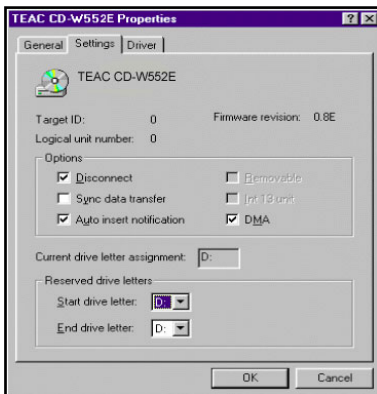 TEAC CD-W552E Properties
General Settings Driver
TEAC CD-W552E
Target ID: 0 Firmware revision: 0.8E
Logical unit number: 0
Options
Disconnect Removable
Sync data transfer Int 13 unit
Auto insert notification DMA
Current drive letter assignment: D:
Reserved drive letters
Start drive letter: D:
End drive letter: D:
OK Cancel